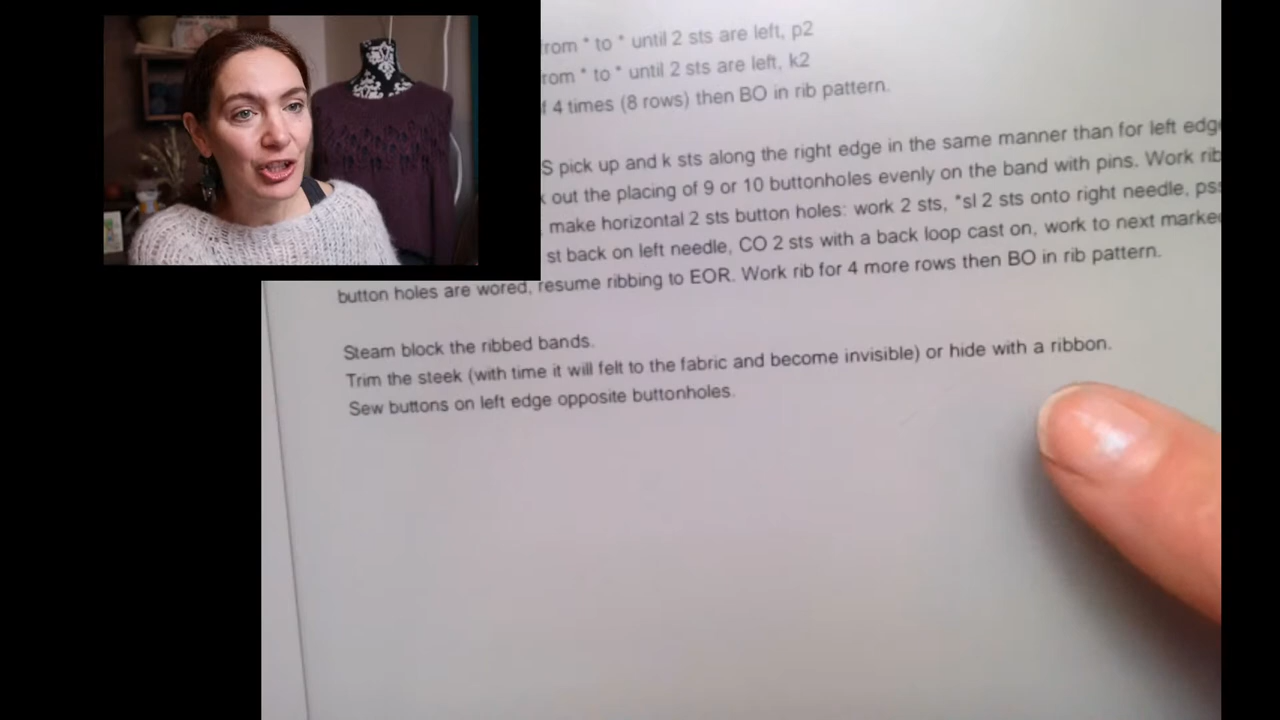 from * to * until 2 sts are left, p2
from * to * until 2 sts are left, k2
4 times (8 rows) then BO in rib pattern.
S pick up and k sts along the right edge in the same manner than for left edge
out the placing of 9 or 10 buttonholes evenly on the band with pins. Work rib
make horizontal 2 sts button holes: work 2 sts, *sl 2 sts onto right needle,
st back on left needle, CO 2 sts with a back loop cast on, work to next
button holes are wored, resume ribbing to EOR. Work rib for 4 more rows then BO in rib pattern.
Steam block the ribbed bands.
Trim the steek (with time it will felt to the fabric and become invisible) or hide with a ribbon.
Sew buttons on left edge opposite buttonholes.